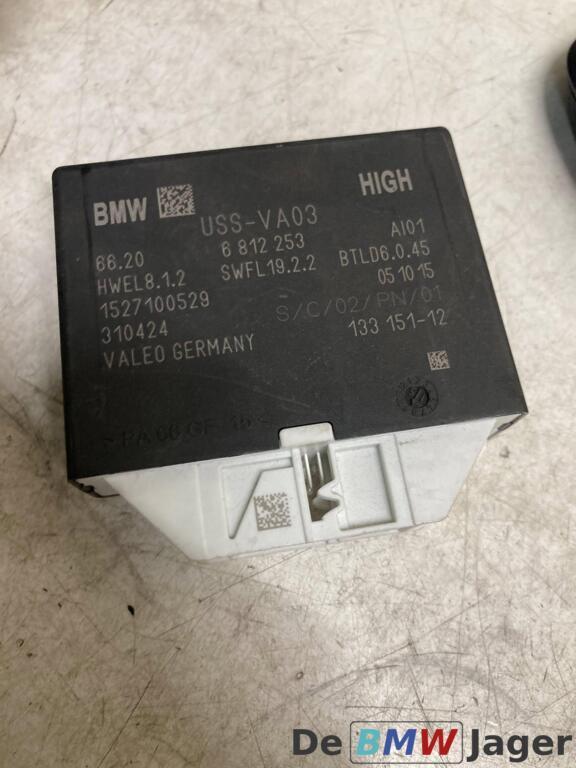 BMW HIGH
USS-VA03
66.20 6 812 253 AI01
HWEL8.1.2 SWFL19.2.2 BTLD6.0.45
1527100529 05 10 15
310424 S/C/02/PN/01
VALEO GERMANY 133 151-12
De BMW Jager